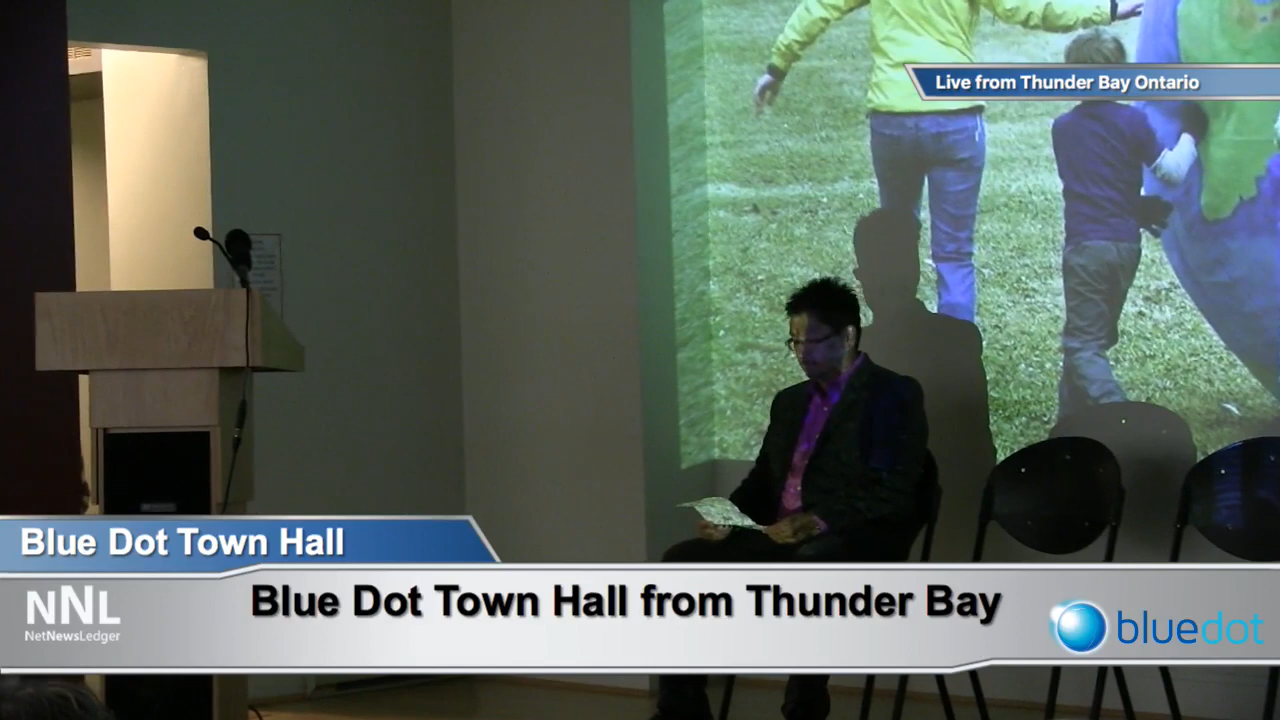 Live from Thunder Bay Ontario
Blue Dot Town Hall
NNL
NetNewsLedger
Blue Dot Town Hall from Thunder Bay
bluedot